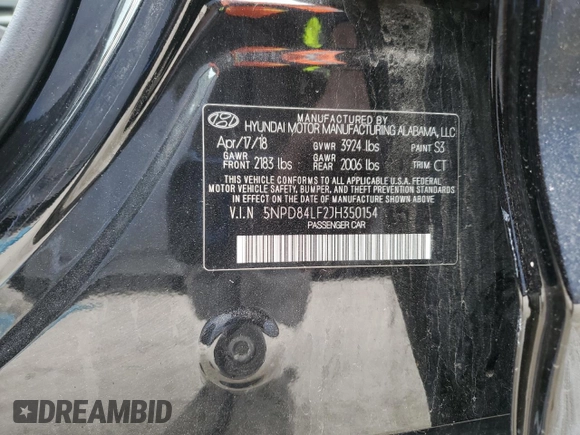 MANUFACTURED BY
HYUNDAI MOTOR MANUFACTURING ALABAMA, LLC
Apr/17/18 GVWR 3924 lbs PAINT S3
GAWR FRONT 2183 lbs GAWR REAR 2006 lbs TRIM CT
THIS VEHICLE CONFORMS TO ALL APPLICABLE U.S.A. FEDERAL
MOTOR VEHICLE SAFETY, BUMPER, AND THEFT PREVENTION STANDARDS
IN EFFECT ON THE DATE OF MANUFACTURE SHOWN ABOVE.
V.I.N 5NPD84LF2JH350154
PASSENGER CAR
DREAMBID